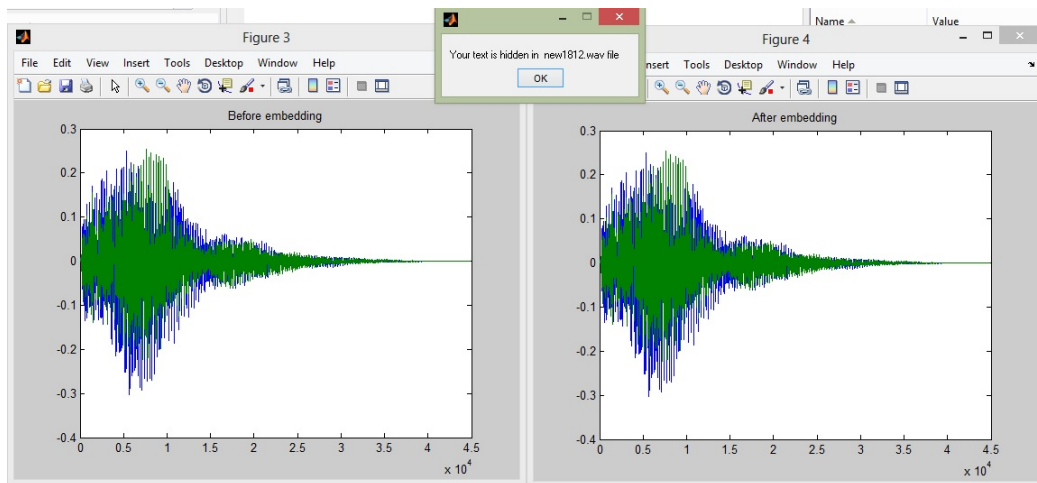 Name Value
Figure 3
File Edit View Insert Tools Desktop Window Help
Your text is hidden in new1812.wav file
OK
Figure 4
Tools Desktop Window Help
Before embedding
0.3
0.2
0.1
0
-0.1
-0.2
-0.3
-0.4
0 0.5 1 1.5 2 2.5 3 3.5 4 4.5
x 10^4
After embedding
0.3
0.2
0.1
0
-0.1
-0.2
-0.3
-0.4
0 0.5 1 1.5 2 2.5 3 3.5 4 4.5
x 10^4